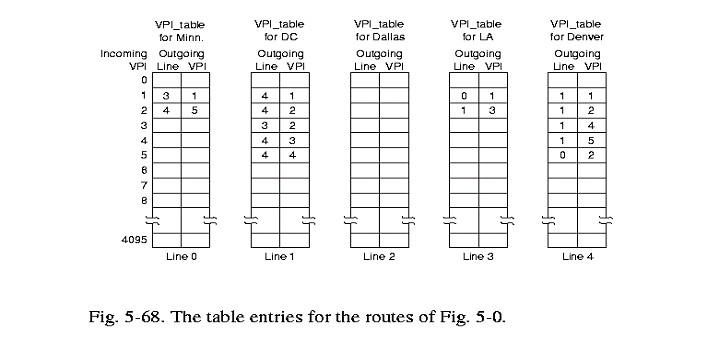 VPI_table VPI_table VPI_table VPI_table VPI_table
for Minn. for DC for Dallas for LA for Denver
Incoming Outgoing Outgoing Outgoing Outgoing Outgoing
VPI Line VPI Line VPI Line VPI Line VPI Line VPI
0
1 3 1 4 1 0 1 1 1
2 4 5 4 2 1 3 1 2
3 3 2 1 4
4 4 3 1 5
5 4 4 0 2
6
7
8
4095
Line 0 Line 1 Line 2 Line 3 Line 4
Fig. 5-68. The table entries for the routes of Fig. 5-0.